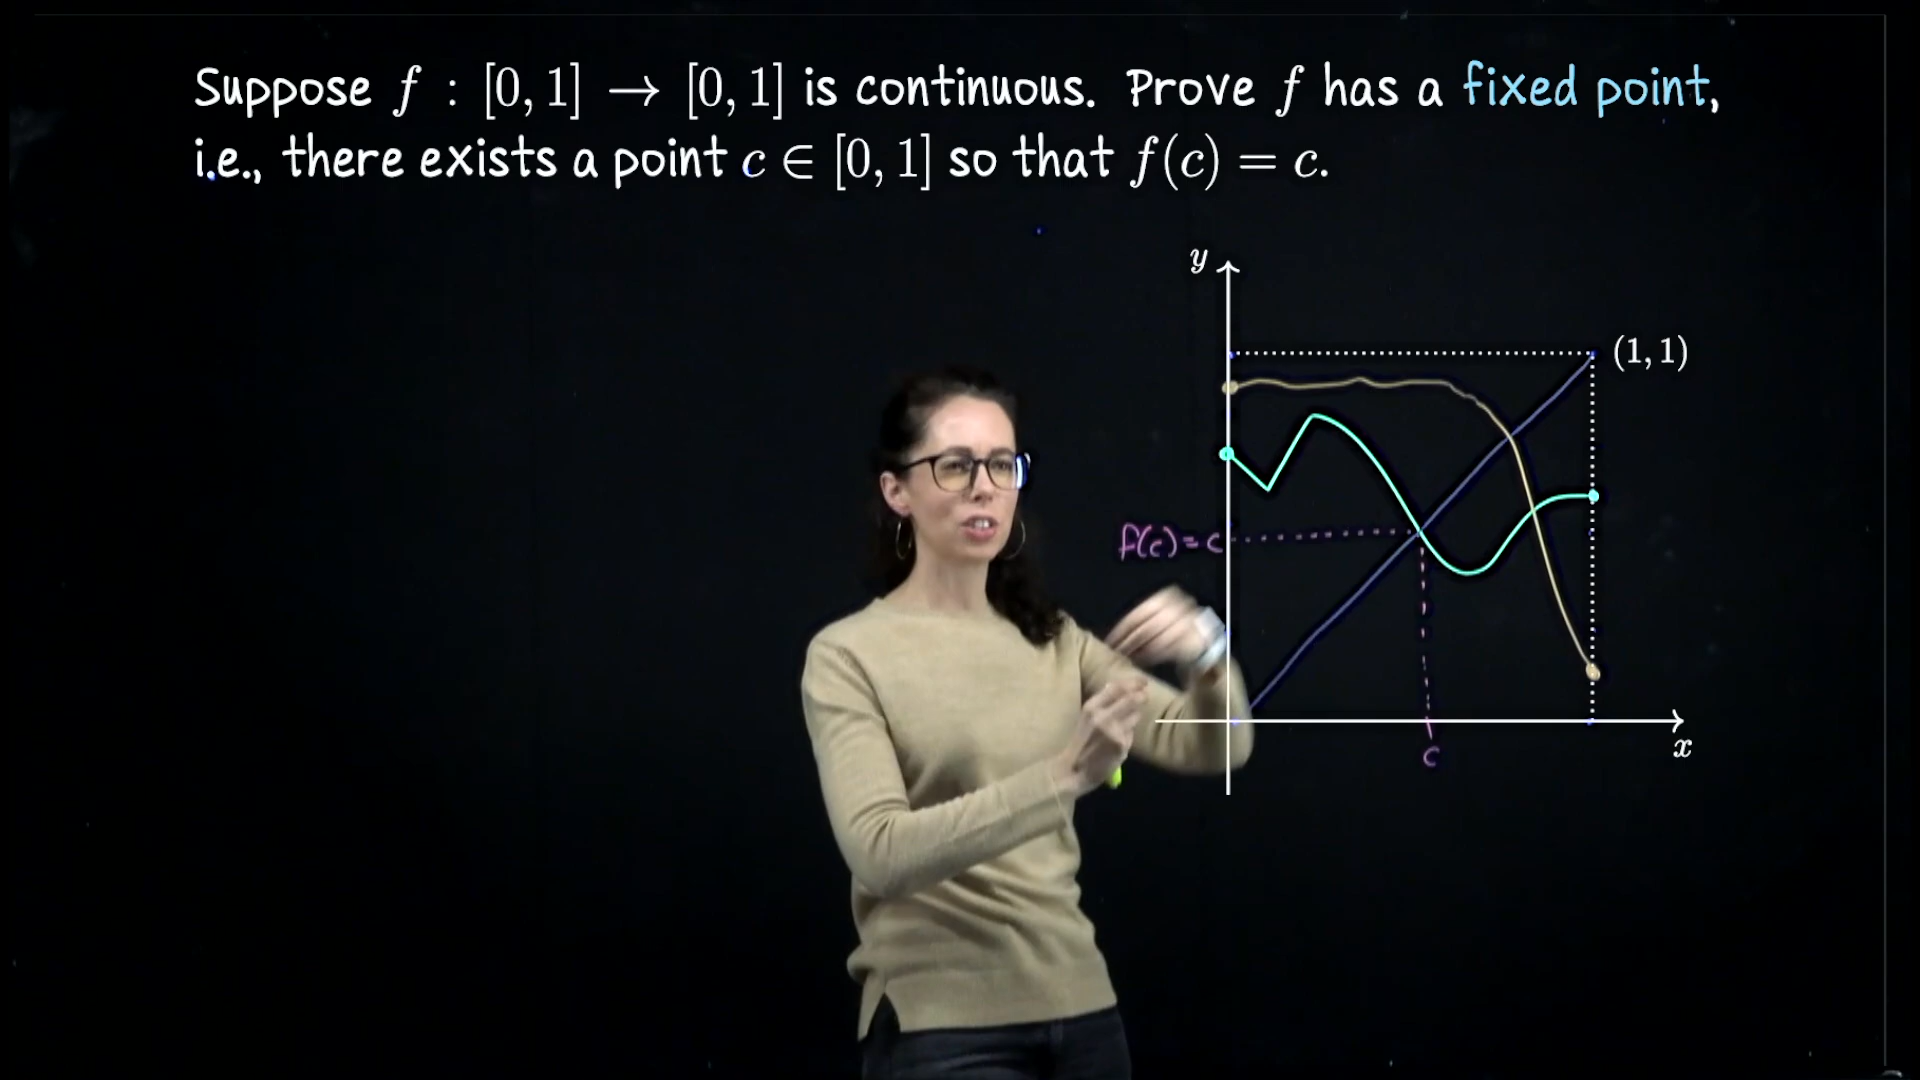 Suppose f : [0, 1] → [0, 1] is continuous. Prove f has a fixed point,
i.e., there exists a point c ∈ [0, 1] so that f(c) = c.
y
(1, 1)
f(c)=c
x
c